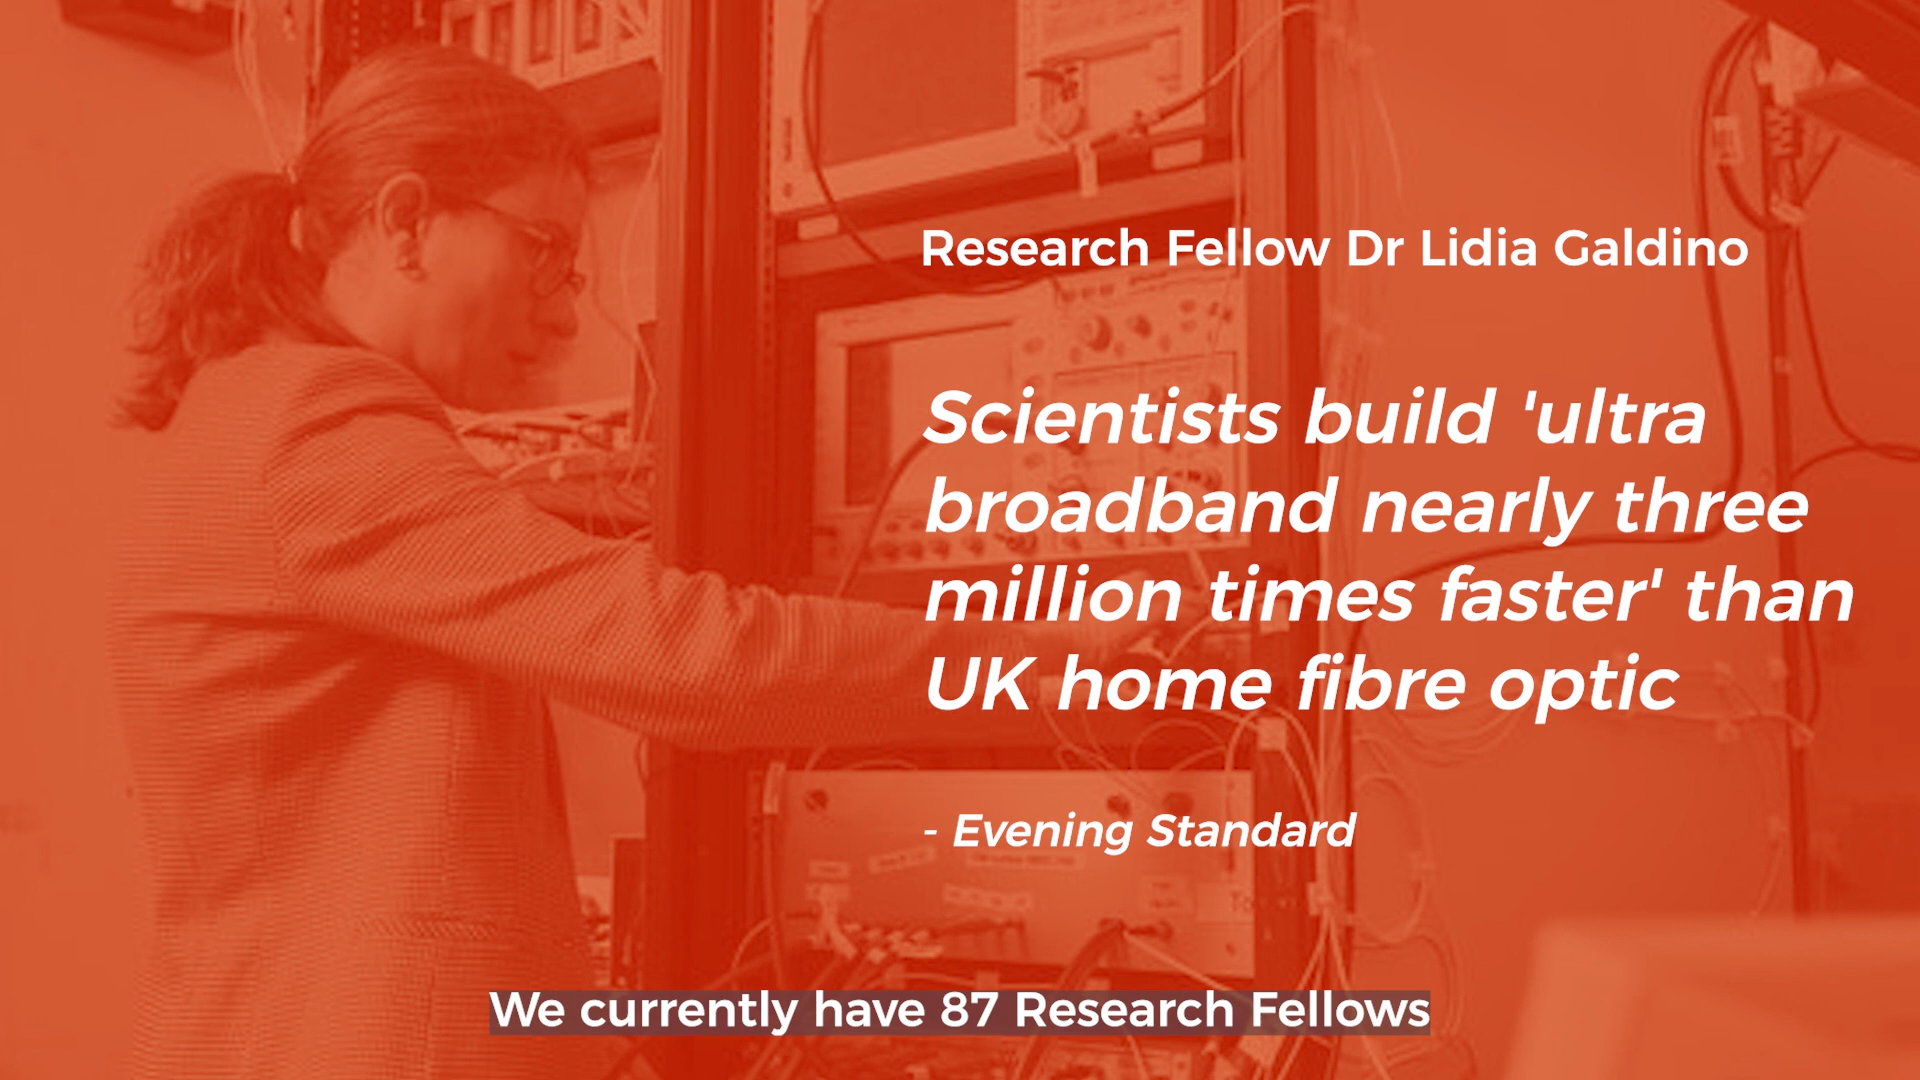 Research Fellow Dr Lidia Galdino
Scientists build 'ultra
broadband nearly three
million times faster' than
UK home fibre optic
- Evening Standard
We currently have 87 Research Fellows